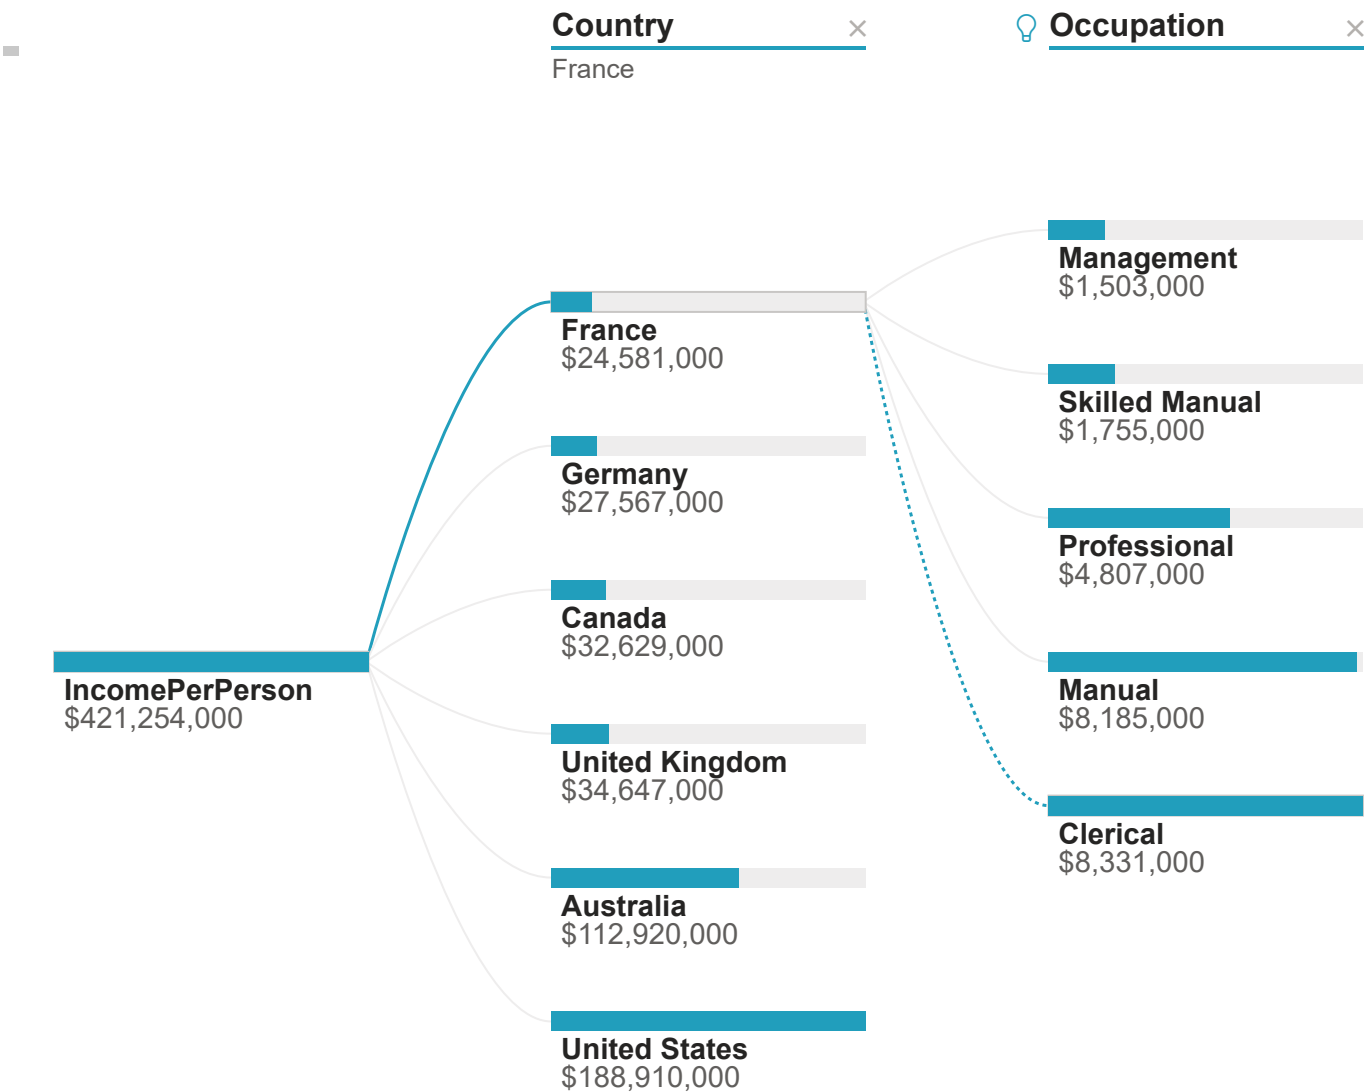 Country
Occupation
France
IncomePerPerson
$421,254,000
France
$24,581,000
Germany
$27,567,000
Canada
$32,629,000
United Kingdom
$34,647,000
Australia
$112,920,000
United States
$188,910,000
Management
$1,503,000
Skilled Manual
$1,755,000
Professional
$4,807,000
Manual
$8,185,000
Clerical
$8,331,000